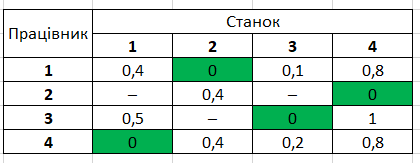 Працівник Станок
1 2 3 4
1 0,4 0 0,1 0,8
2 – 0,4 – 0
3 0,5 – 0 1
4 0 0,4 0,2 0,8